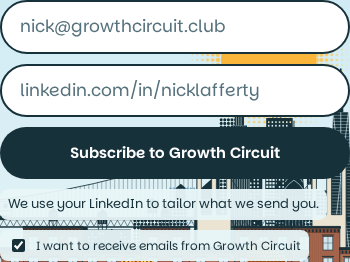 nick@growthcircuit.club
linkedin.com/in/nicklafferty
Subscribe to Growth Circuit
We use your LinkedIn to tailor what we send you.
I want to receive emails from Growth Circuit